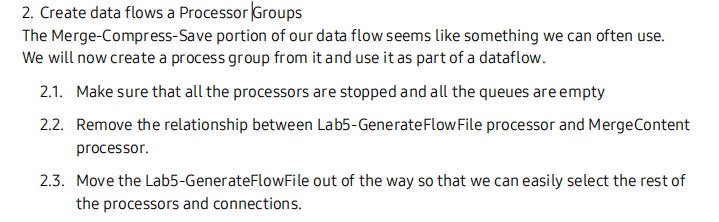 2. Create data flows a Processor Groups
The Merge-Compress-Save portion of our data flow seems like something we can often use.
We will now create a process group from it and use it as part of a dataflow.
2.1. Make sure that all the processors are stopped and all the queues are empty
2.2. Remove the relationship between Lab5-GenerateFlowFile processor and MergeContent
processor.
2.3. Move the Lab5-GenerateFlowFile out of the way so that we can easily select the rest of
the processors and connections.